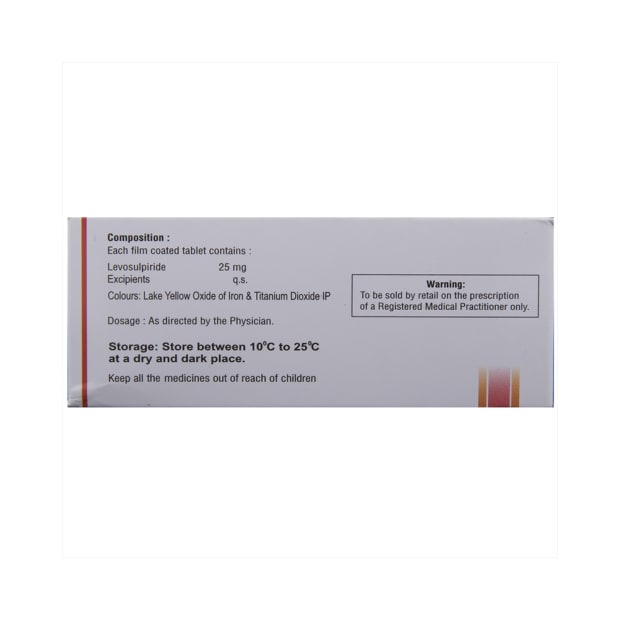 Composition :
Each film coated tablet contains :
Levosulpiride 25 mg
Excipients q.s.
Colours: Lake Yellow Oxide of Iron & Titanium Dioxide IP
Dosage : As directed by the Physician.
Storage: Store between 10⁰C to 25⁰C
at a dry and dark place.
Keep all the medicines out of reach of children
Warning:
To be sold by retail on the prescription
of a Registered Medical Practitioner only.